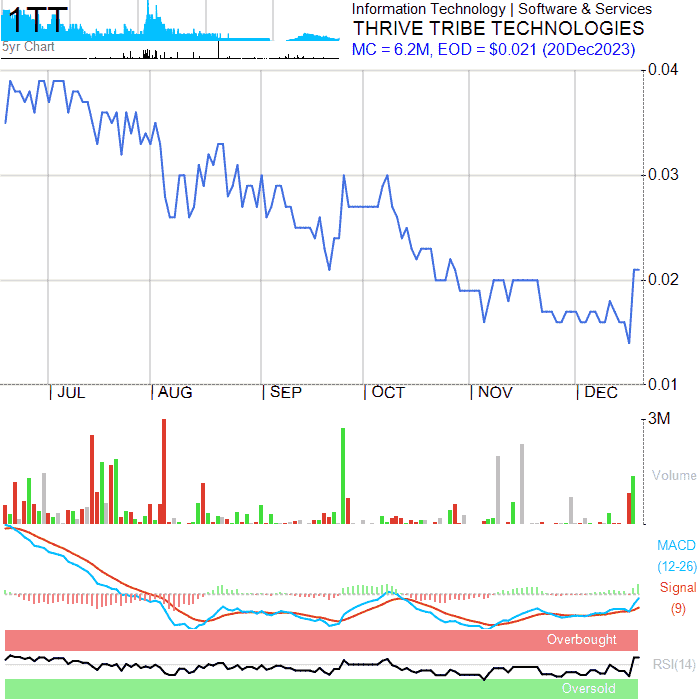 1TT
5yr Chart
Information Technology | Software & Services
THRIVE TRIBE TECHNOLOGIES
MC = 6.2M, EOD = $0.021 (20Dec2023)
0.04
0.03
0.02
0.01
JUL AUG SEP OCT NOV DEC
3M
Volume
MACD
(12-26)
Signal
(9)
Overbought
RSI(14)
Oversold